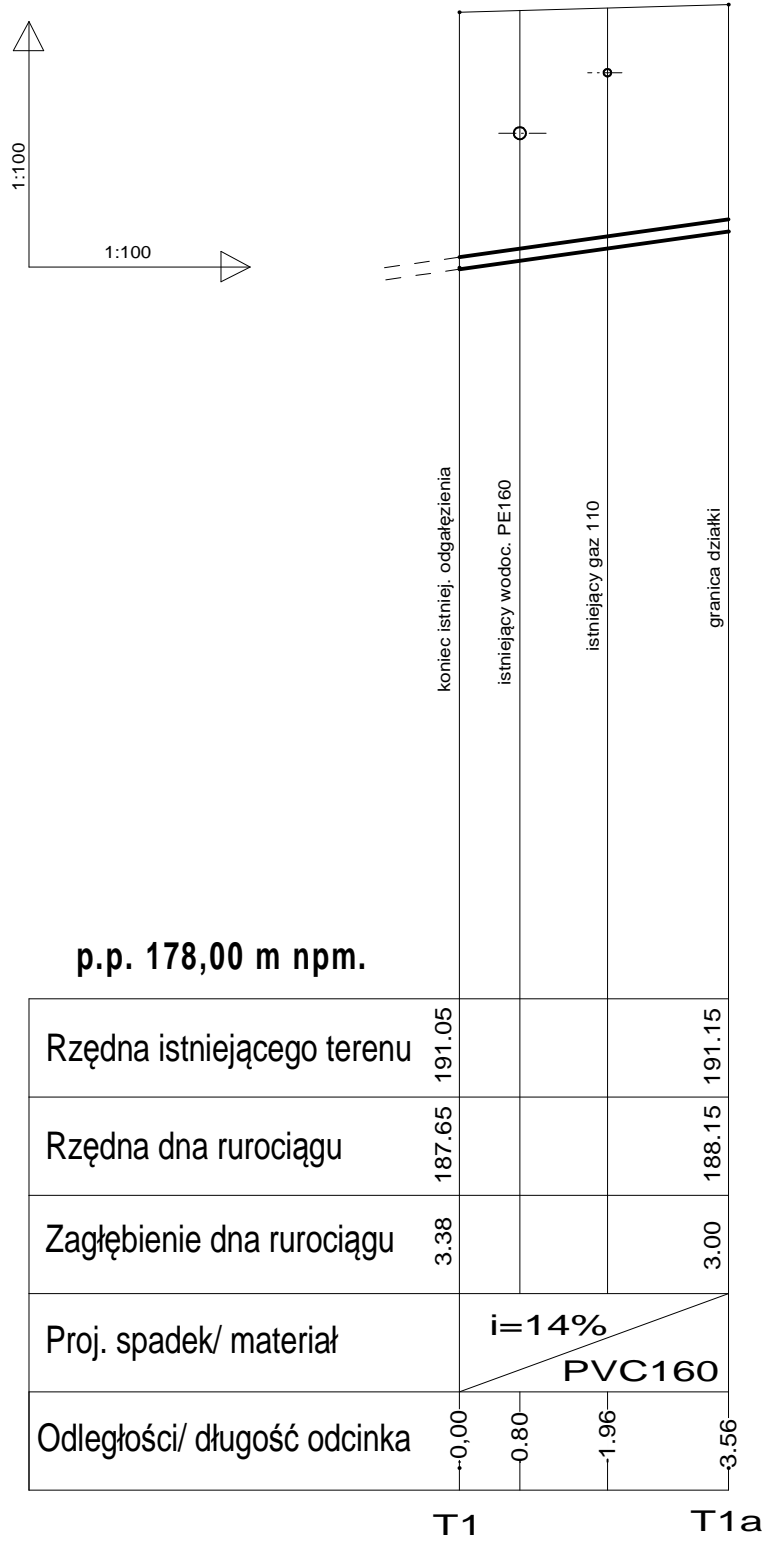 1:100
1:100
koniec istniej. odgałęzienia
istniejący wodoc. PE160
istniejący gaz 110
granica działki
p.p. 178,00 m npm.
Rzędna istniejącego terenu 191.05 191.15
Rzędna dna rurociągu 187.65 188.15
Zagłębienie dna rurociągu 3.38 3.00
Proj. spadek/ materiał i=14% PVC160
Odległości/ długość odcinka 0,00 0.80 1.96 3.56
T1 T1a